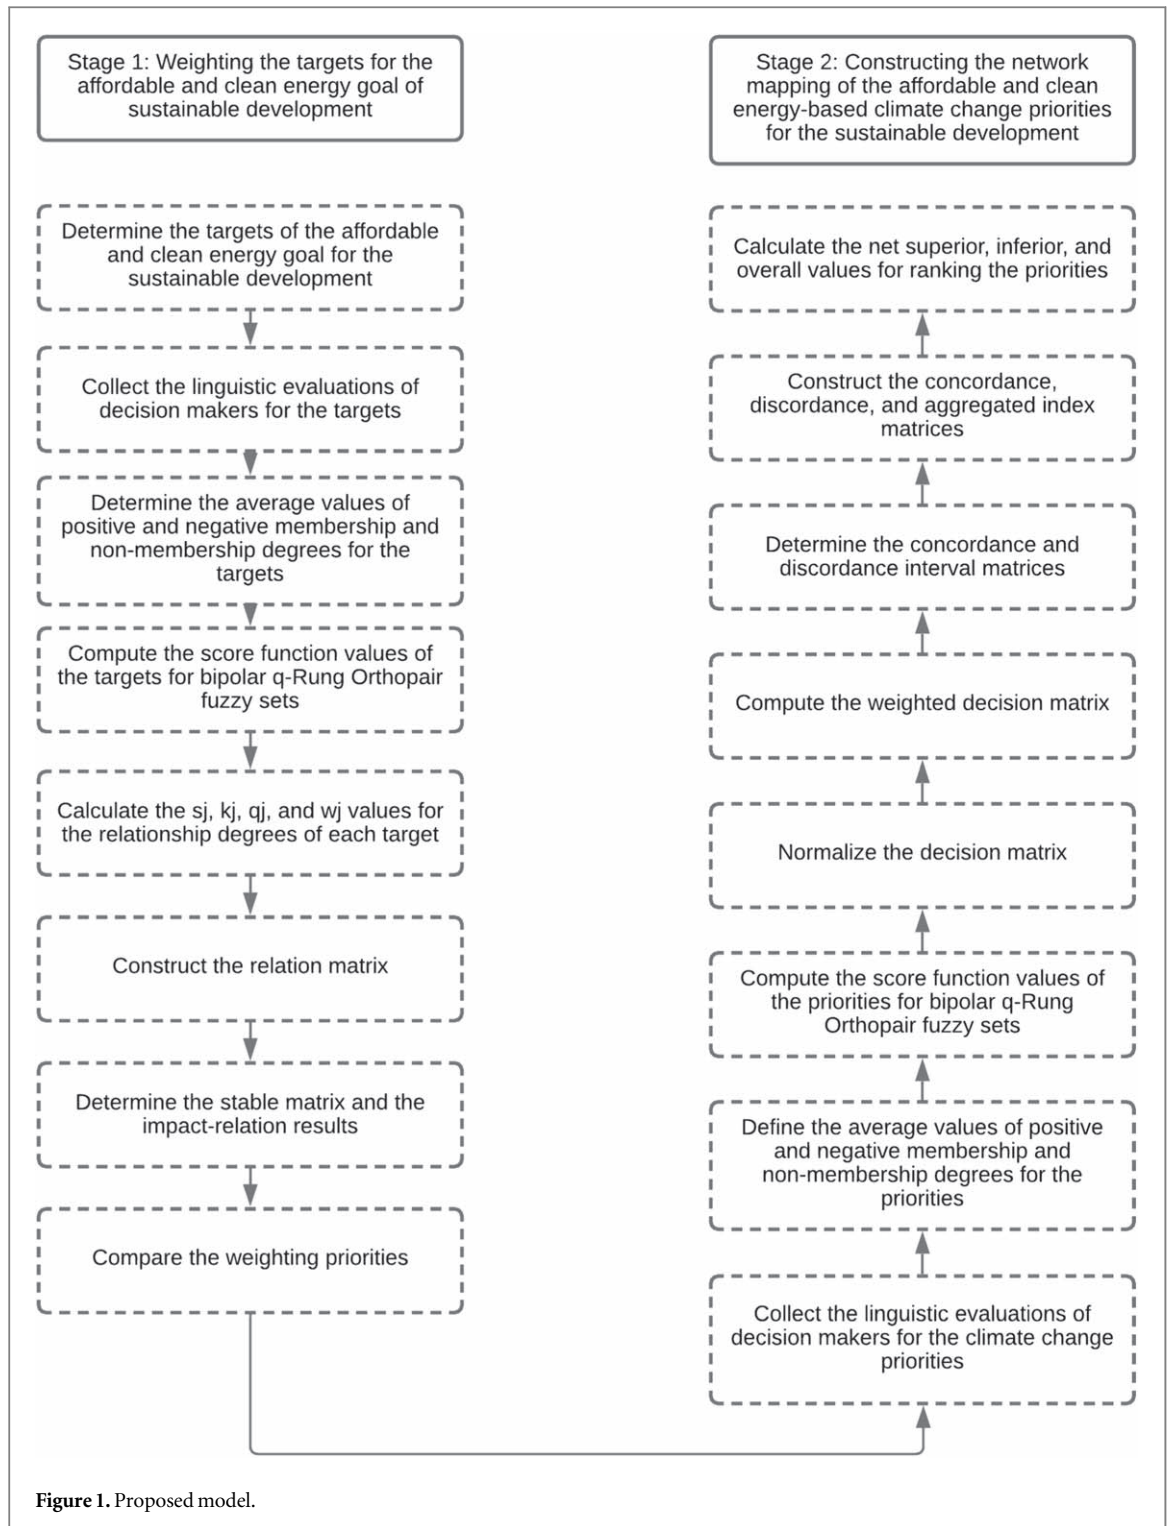 Stage 1: Weighting the targets for the
affordable and clean energy goal of
sustainable development
Determine the targets of the affordable
and clean energy goal for the
sustainable development
Collect the linguistic evaluations of
decision makers for the targets
Determine the average values of
positive and negative membership and
non-membership degrees for the
targets
Compute the score function values of
the targets for bipolar q-Rung Orthopair
fuzzy sets
Calculate the sj, kj, qj, and wj values for
the relationship degrees of each target
Construct the relation matrix
Determine the stable matrix and the
impact-relation results
Compare the weighting priorities
Stage 2: Constructing the network
mapping of the affordable and clean
energy-based climate change priorities
for the sustainable development
Calculate the net superior, inferior, and
overall values for ranking the priorities
Construct the concordance,
discordance, and aggregated index
matrices
Determine the concordance and
discordance interval matrices
Compute the weighted decision matrix
Normalize the decision matrix
Compute the score function values of
the priorities for bipolar q-Rung
Orthopair fuzzy sets
Define the average values of positive
and negative membership and
non-membership degrees for the
priorities
Collect the linguistic evaluations of
decision makers for the climate change
priorities
Figure 1. Proposed model.